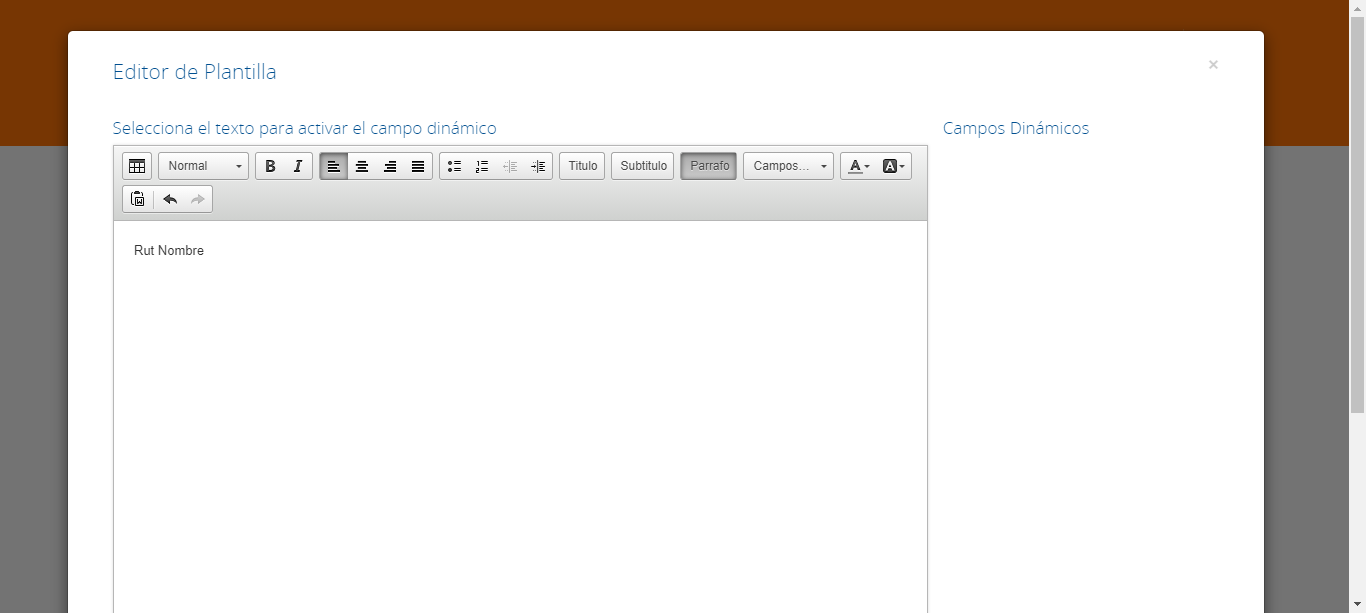 Editor de Plantilla
×
Selecciona el texto para activar el campo dinámico
Campos Dinámicos
Normal B I Titulo Subtitulo Parrafo Campos... A A
Rut Nombre